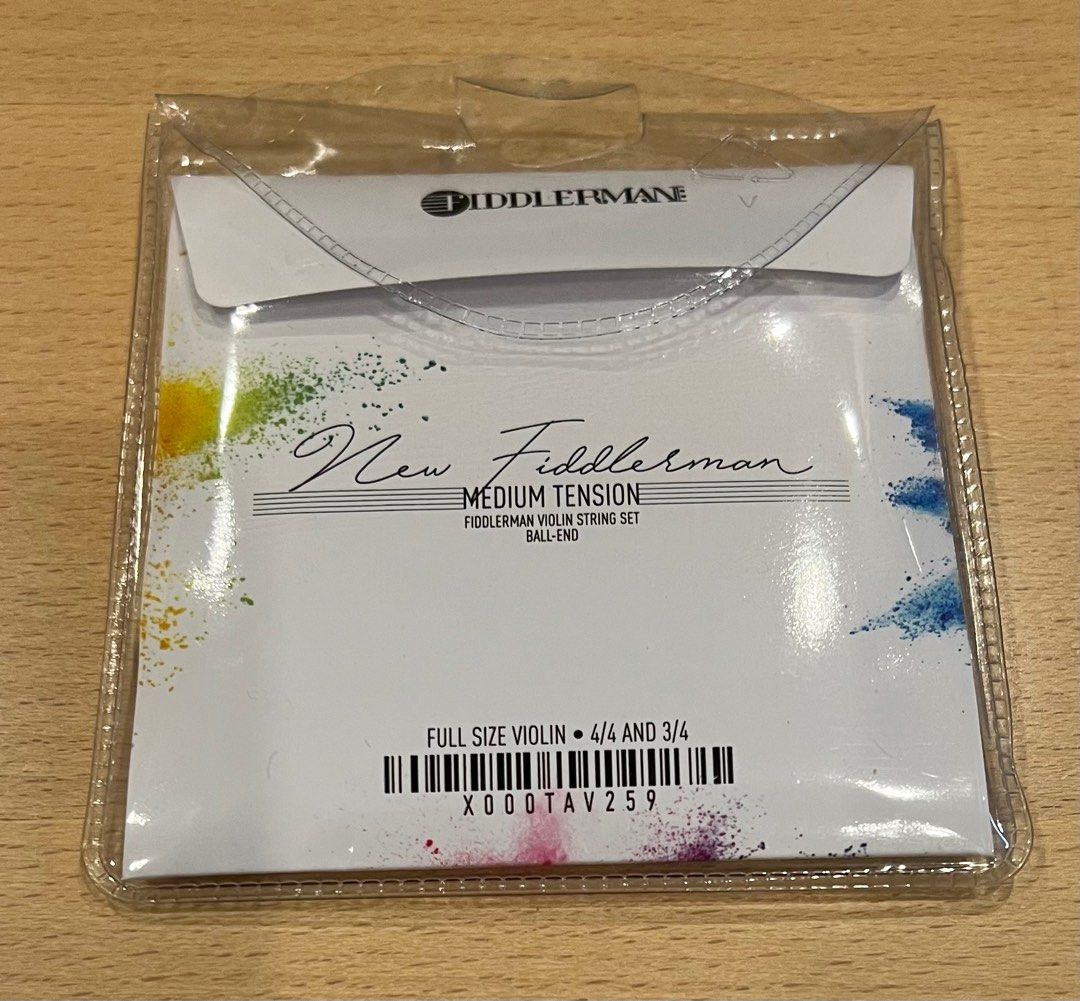 FIDDLERMAN
New Fiddlerman
MEDIUM TENSION
FIDDLERMAN VIOLIN STRING SET
BALL-END
FULL SIZE VIOLIN • 4/4 AND 3/4
X000TAV259